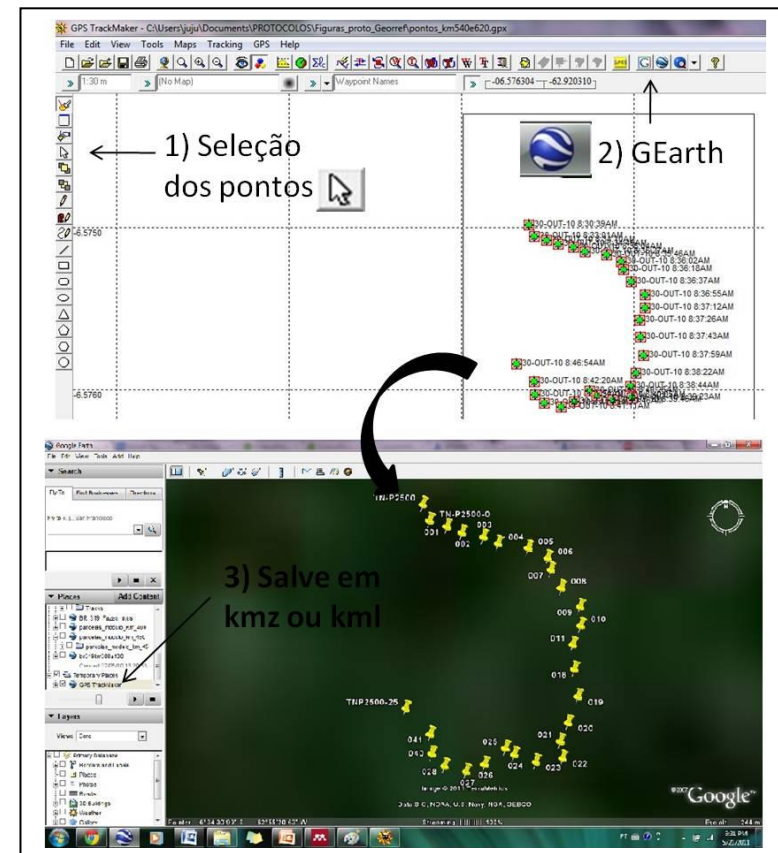 GPS TrackMaker - C:\Users\juju\Documents\PROTOCOLOS\Figuras_proto_Georref\pontos_km540e620.gpx
File Edit View Tools Maps Tracking GPS Help
1:30 m
(No Map)
Waypoint Names
-06.576304
-62.920310
1) Seleção
dos pontos
2) GEarth
-6.5750
30-OUT-10 8:30:39AM
30-OUT-10 8:36:02AM
30-OUT-10 8:36:18AM
30-OUT-10 8:36:37AM
30-OUT-10 8:36:55AM
30-OUT-10 8:37:12AM
30-OUT-10 8:37:26AM
30-OUT-10 8:37:43AM
30-OUT-10 8:37:59AM
30-OUT-10 8:46:54AM
30-OUT-10 8:38:22AM
30-OUT-10 8:42:20AM
30-OUT-10 8:38:44AM
-6.5760
Google Earth
File Edit View Tools Add Help
Search
Fly To
Find Businesses
Directions
TN-P2500
TN-P2500-0
001
002
003
004
005
006
007
008
009
010
011
018
019
020
021
022
023
024
025
026
027
028
041
TNP2500-25
3) Salve em
kmz ou kml
Places
Add Content
Temporary Places
GPS TrackMaker
Layers
Primary Database
Roads
3D Buildings
Weather
Data SIO, NOAA, U.S. Navy, NGA, GEBCO
Google
Streaming
100%
PT
3:31 PM